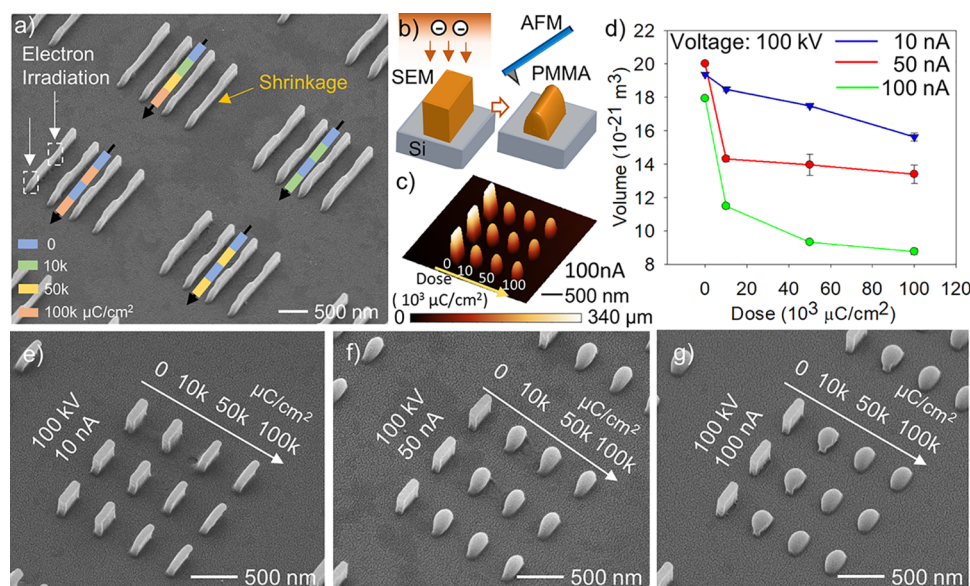 a)
Electron
Irradiation
Shrinkage
0
10k
50k
100k μC/cm²
500 nm
b)
SEM
AFM
PMMA
Si
c)
0 10 50 100
Dose
(10³ μC/cm²)
100nA
500 nm
0 340 μm
d)
Voltage: 100 kV
10 nA
50 nA
100 nA
Volume (10⁻²¹ m³)
20
18
16
14
12
10
8
0 20 40 60 80 100 120
Dose (10³ μC/cm²)
e)
0 10k 50k 100k
μC/cm²
100 kV
10 nA
500 nm
f)
0 10k 50k 100k
μC/cm²
100 kV
50 nA
500 nm
g)
0 10k 50k 100k
μC/cm²
100 kV
100 nA
500 nm